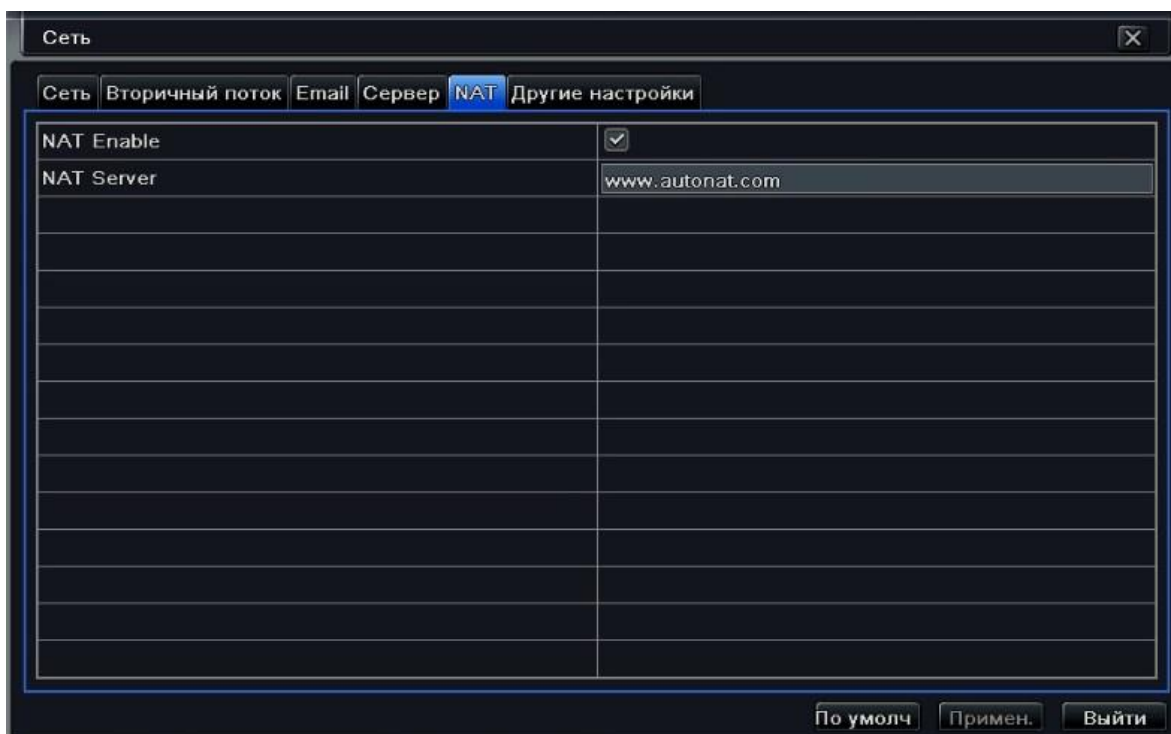 Сеть
Сеть Вторичный поток Email Сервер NAT Другие настройки
NAT Enable
NAT Server www.autonat.com
По умолч Примен. Выйти